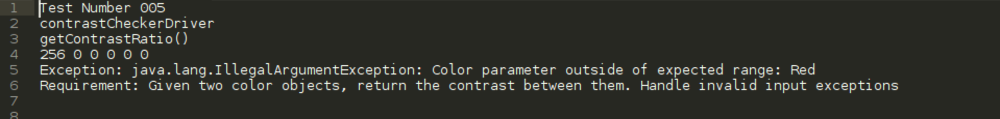 1 Test Number 005
2 contrastCheckerDriver
3 getContrastRatio()
4 256 0 0 0 0 0
5 Exception: java.lang.IllegalArgumentException: Color parameter outside of expected range: Red
6 Requirement: Given two color objects, return the contrast between them. Handle invalid input exceptions
7
8